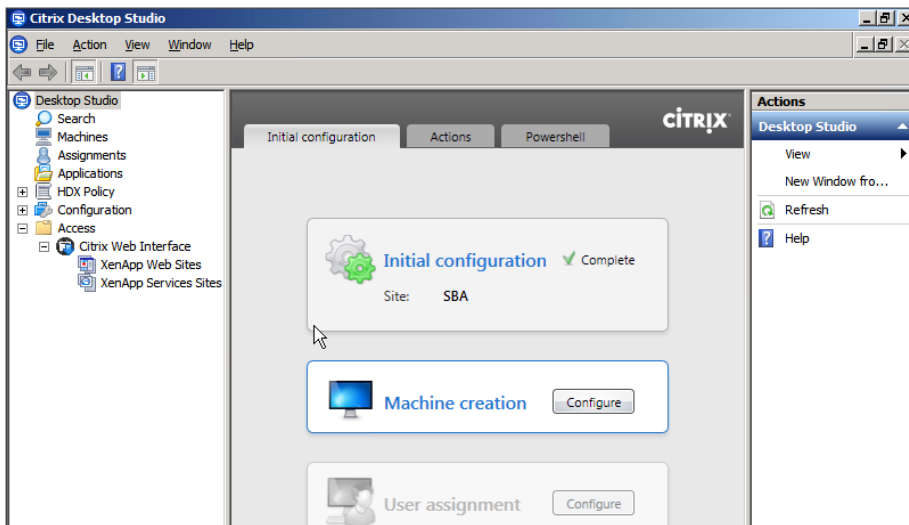 Citrix Desktop Studio
File Action View Window Help
Desktop Studio
Search
Machines
Assignments
Applications
HDX Policy
Configuration
Access
Citrix Web Interface
XenApp Web Sites
XenApp Services Sites
Initial configuration
Actions
Powershell
CİTRIX
Initial configuration
Complete
Site: SBA
Machine creation
Configure
User assignment
Configure
Actions
Desktop Studio
View
New Window fro...
Refresh
Help